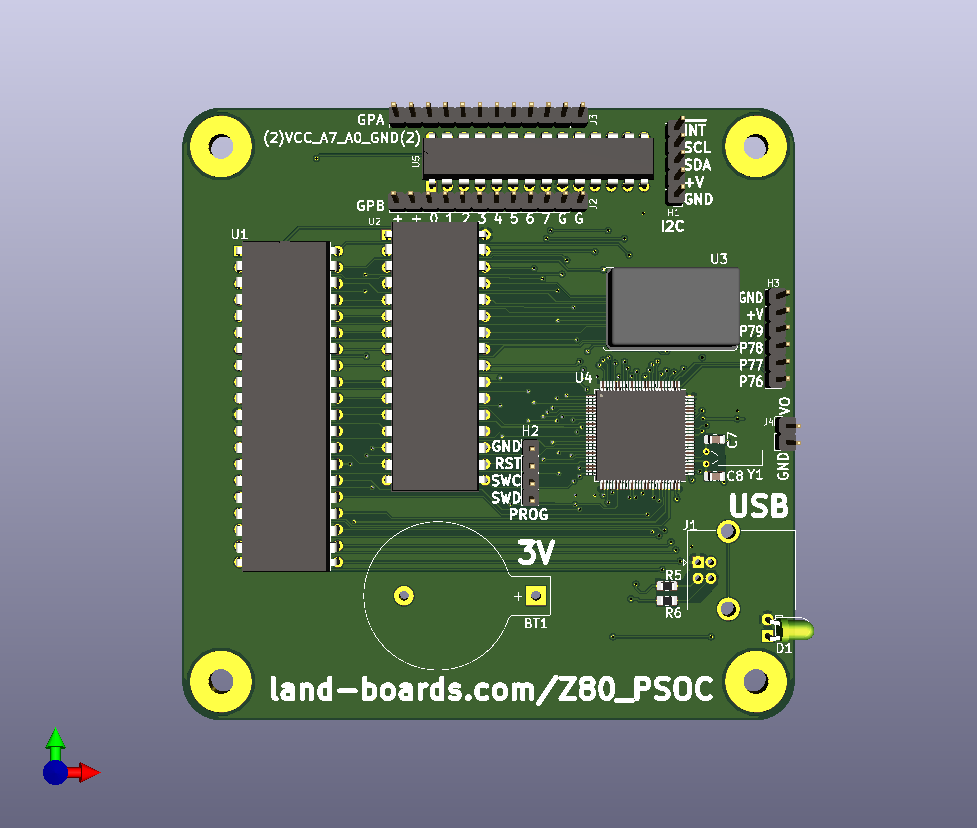 GPA
J3
(2)VCC_A7_A0_GND(2)
U5
INT
SCL
SDA
+V
GND
H1
I2C
GPB
J2
U2
+ + 0 1 2 3 4 5 6 7 G G
U1
U3
H3
GND
+V
P79
P78
P77
P76
U4
VO
J4
GND
H2
GND
RST
SWC
SWD
PROG
C7
C8
Y1
USB
J1
3V
R5
R6
+
BT1
D1
land-boards.com/Z80_PSOC